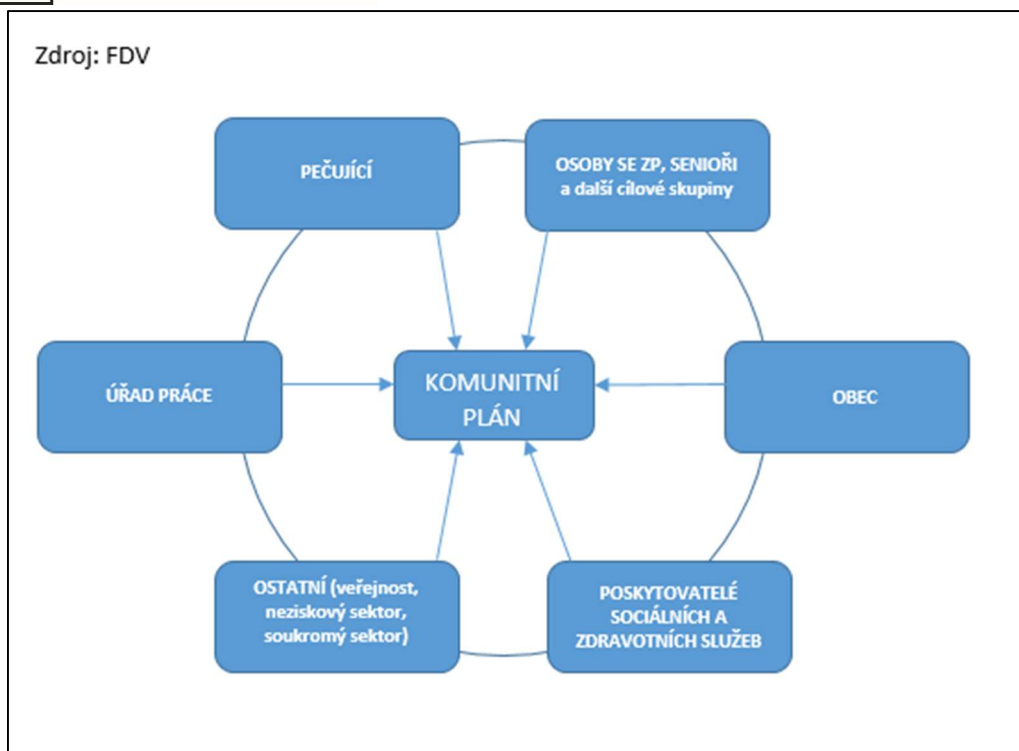 Zdroj: FDV
PEČUJÍCÍ
OSOBY SE ZP, SENIOŘI
a další cílové skupiny
ÚŘAD PRÁCE
KOMUNITNÍ
PLÁN
OBEC
OSTATNÍ (veřejnost,
neziskový sektor,
soukromý sektor)
POSKYTOVATELÉ
SOCIÁLNÍCH A
ZDRAVOTNÍCH SLUŽEB